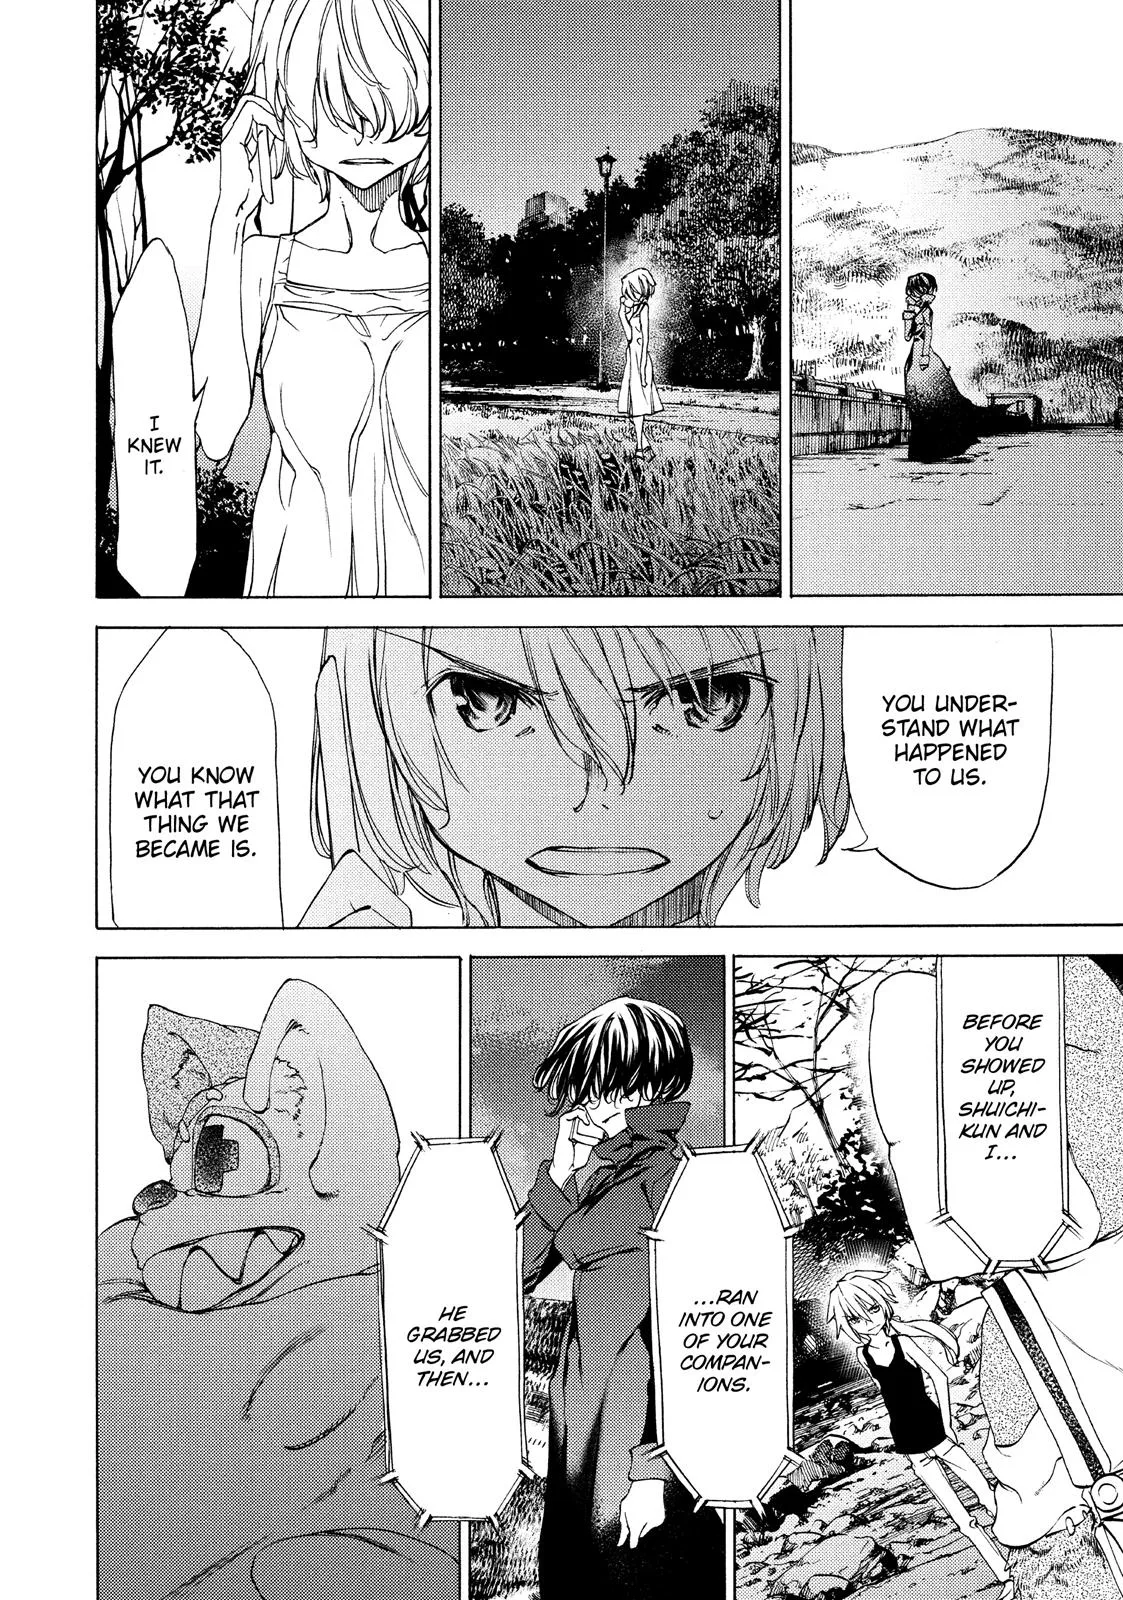 I
KNEW
IT.
YOU UNDER-
STAND WHAT
HAPPENED
TO US.
YOU KNOW
WHAT THAT
THING WE
BECAME IS.
BEFORE
YOU
SHOWED
UP,
SHUICHI-
KUN AND
I...
...RAN
INTO ONE
OF YOUR
COMPAN-
IONS.
HE
GRABBED
US, AND
THEN...